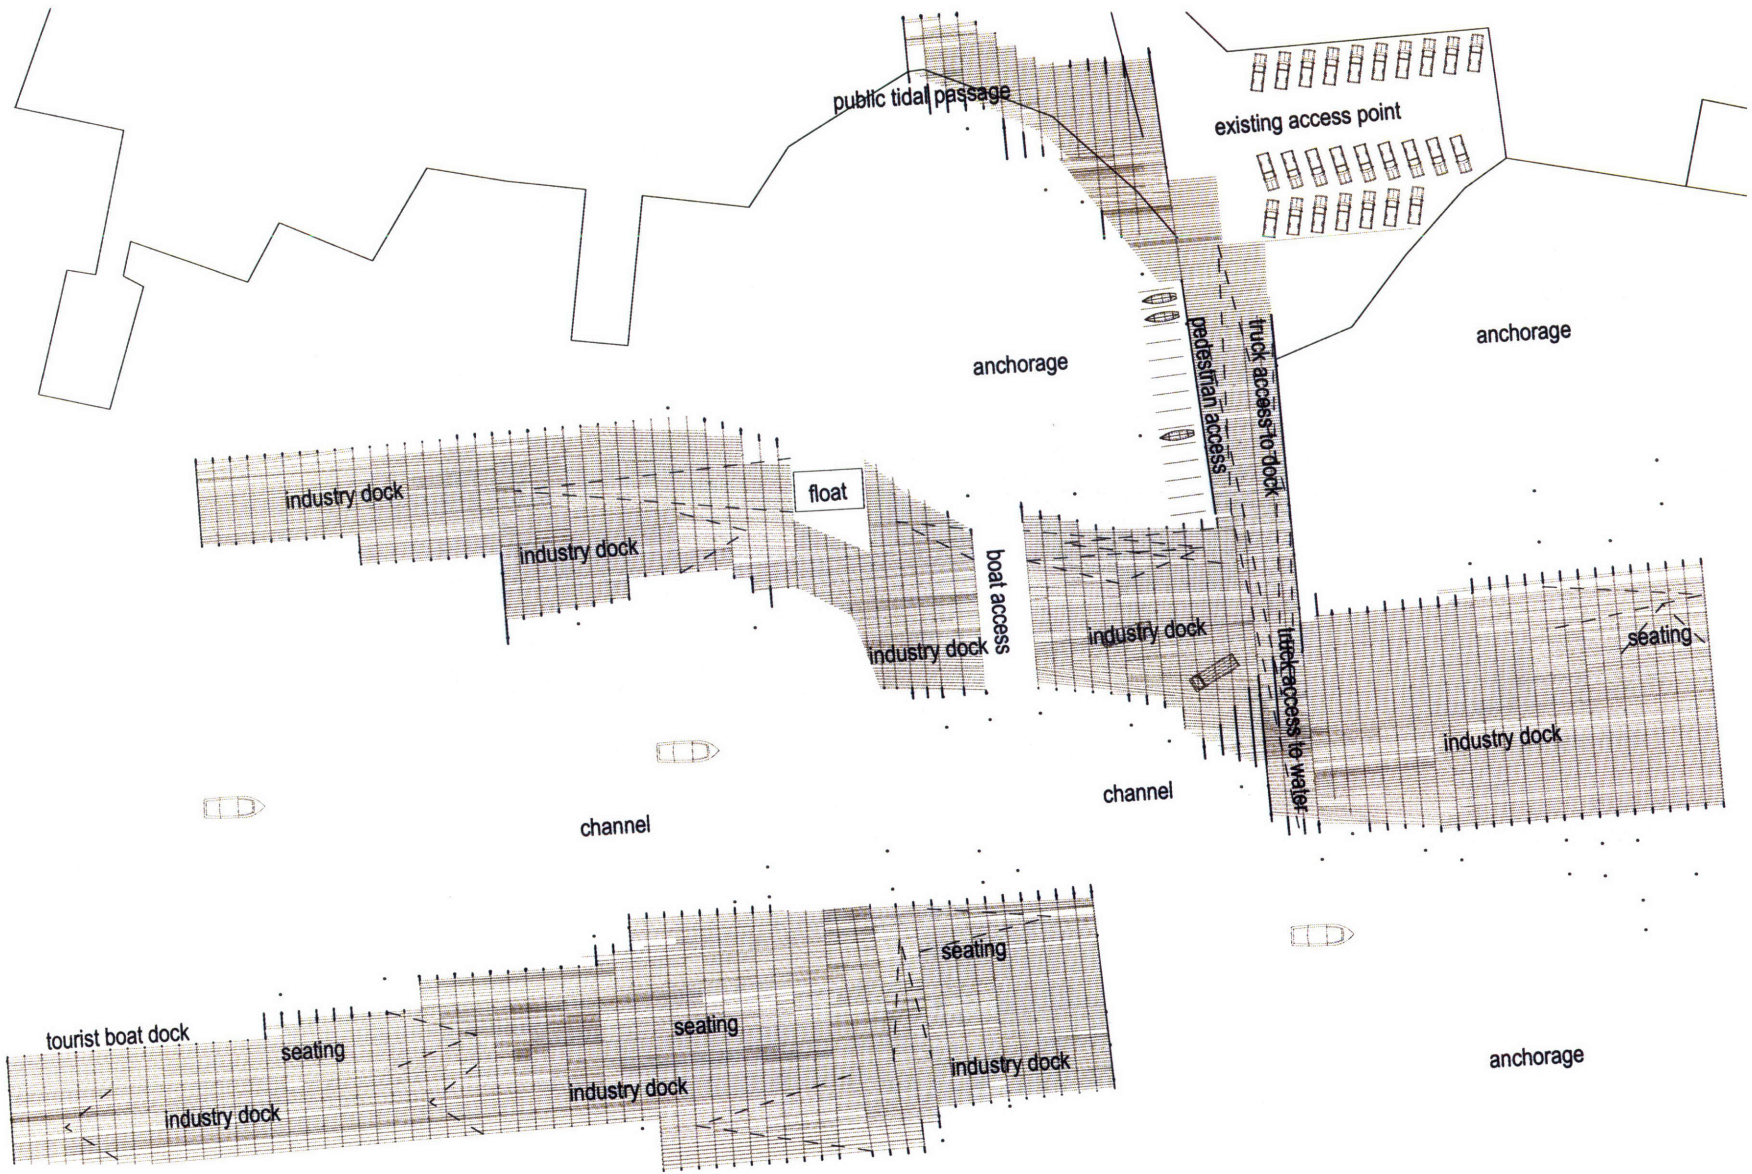 public tidal passage
existing access point
anchorage
anchorage
pedestrian access
truck access to dock
industry dock
float
industry dock
boat access
industry dock
industry dock
truck access to water
seating
industry dock
channel
channel
seating
seating
tourist boat dock
seating
industry dock
industry dock
industry dock
anchorage